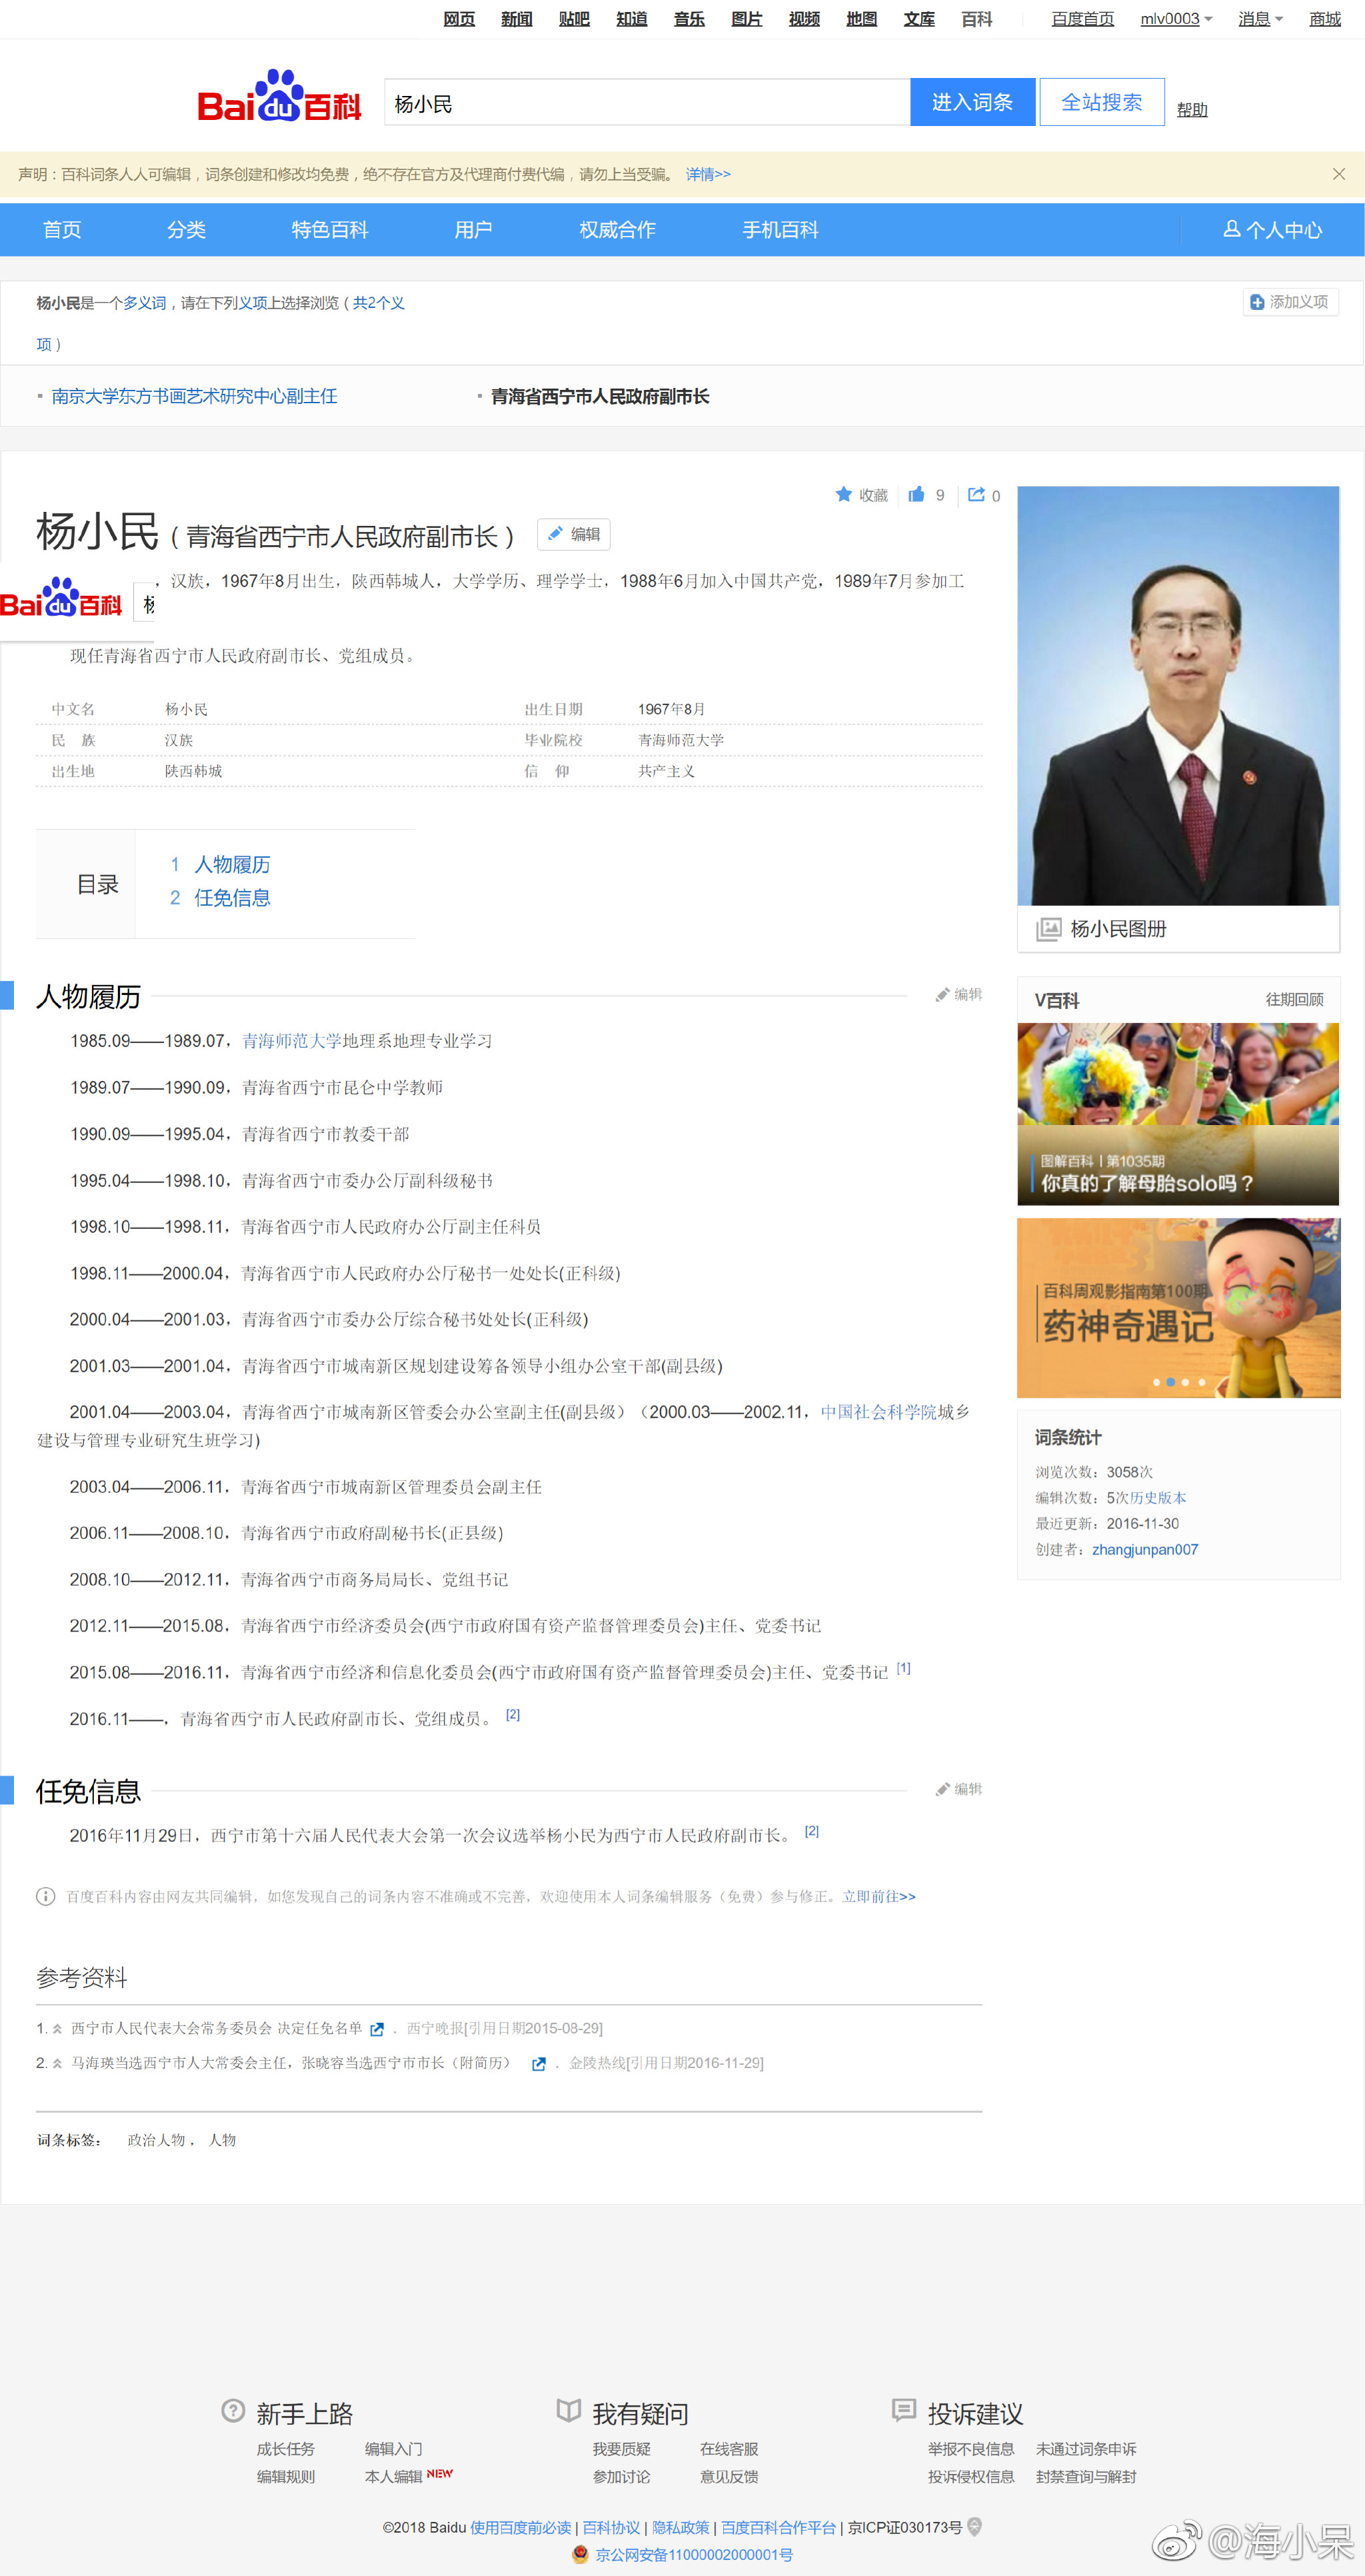 网页 新闻 贴吧 知道 音乐 图片 视频 地图 文库 百科 百度首页 mlv0003 消息 商城
Bai du 百科 杨小民 进入词条 全站搜索 帮助
声明：百科词条人人可编辑，词条创建和修改均免费，绝不存在官方及代理商付费代编，请勿上当受骗。 详情>>
首页 分类 特色百科 用户 权威合作 手机百科 个人中心
杨小民是一个多义词，请在下列义项上选择浏览（共2个义
项） 添加义项
南京大学东方书画艺术研究中心副主任 青海省西宁市人民政府副市长
收藏 9 0
杨小民（青海省西宁市人民政府副市长） 编辑
，汉族，1967年8月出生，陕西韩城人，大学学历、理学学士，1988年6月加入中国共产党，1989年7月参加工
Bai du 百科
现任青海省西宁市人民政府副市长、党组成员。
中文名 杨小民 出生日期 1967年8月
民 族 汉族 毕业院校 青海师范大学
出生地 陕西韩城 信 仰 共产主义
目录
1 人物履历
2 任免信息
人物履历 编辑
1985.09——1989.07，青海师范大学地理系地理专业学习
1989.07——1990.09，青海省西宁市昆仑中学教师
1990.09——1995.04，青海省西宁市教委干部
1995.04——1998.10，青海省西宁市委办公厅副科级秘书
1998.10——1998.11，青海省西宁市人民政府办公厅副主任科员
1998.11——2000.04，青海省西宁市人民政府办公厅秘书一处处长(正科级)
2000.04——2001.03，青海省西宁市委办公厅综合秘书处处长(正科级)
2001.03——2001.04，青海省西宁市城南新区规划建设筹备领导小组办公室干部(副县级)
2001.04——2003.04，青海省西宁市城南新区管委会办公室副主任(副县级）（2000.03——2002.11，中国社会科学院城乡
建设与管理专业研究生班学习)
2003.04——2006.11，青海省西宁市城南新区管理委员会副主任
2006.11——2008.10，青海省西宁市政府副秘书长(正县级)
2008.10——2012.11，青海省西宁市商务局局长、党组书记
2012.11——2015.08，青海省西宁市经济委员会(西宁市政府国有资产监督管理委员会)主任、党委书记
2015.08——2016.11，青海省西宁市经济和信息化委员会(西宁市政府国有资产监督管理委员会)主任、党委书记 [1]
2016.11——，青海省西宁市人民政府副市长、党组成员。 [2]
任免信息 编辑
2016年11月29日，西宁市第十六届人民代表大会第一次会议选举杨小民为西宁市人民政府副市长。 [2]
百度百科内容由网友共同编辑，如您发现自己的词条内容不准确或不完善，欢迎使用本人词条编辑服务（免费）参与修正。立即前往>>
参考资料
1. 西宁市人民代表大会常务委员会 决定任免名单 ．西宁晚报[引用日期2015-08-29]
2. 马海瑛当选西宁市人大常委会主任，张晓容当选西宁市市长（附简历） ．金陵热线[引用日期2016-11-29]
词条标签： 政治人物 ， 人物
杨小民图册
V百科 往期回顾
图解百科 | 第1035期
你真的了解母胎solo吗？
百科周观影指南第100期
药神奇遇记
词条统计
浏览次数：3058次
编辑次数：5次历史版本
最近更新：2016-11-30
创建者：zhangjunpan007
新手上路 我有疑问 投诉建议
成长任务 编辑入门 我要质疑 在线客服 举报不良信息 未通过词条申诉
编辑规则 本人编辑 NEW 参加讨论 意见反馈 投诉侵权信息 封禁查询与解封
©2018 Baidu 使用百度前必读 | 百科协议 | 隐私政策 | 百度百科合作平台 | 京ICP证030173号
京公网安备11000002000001号
@海小呆